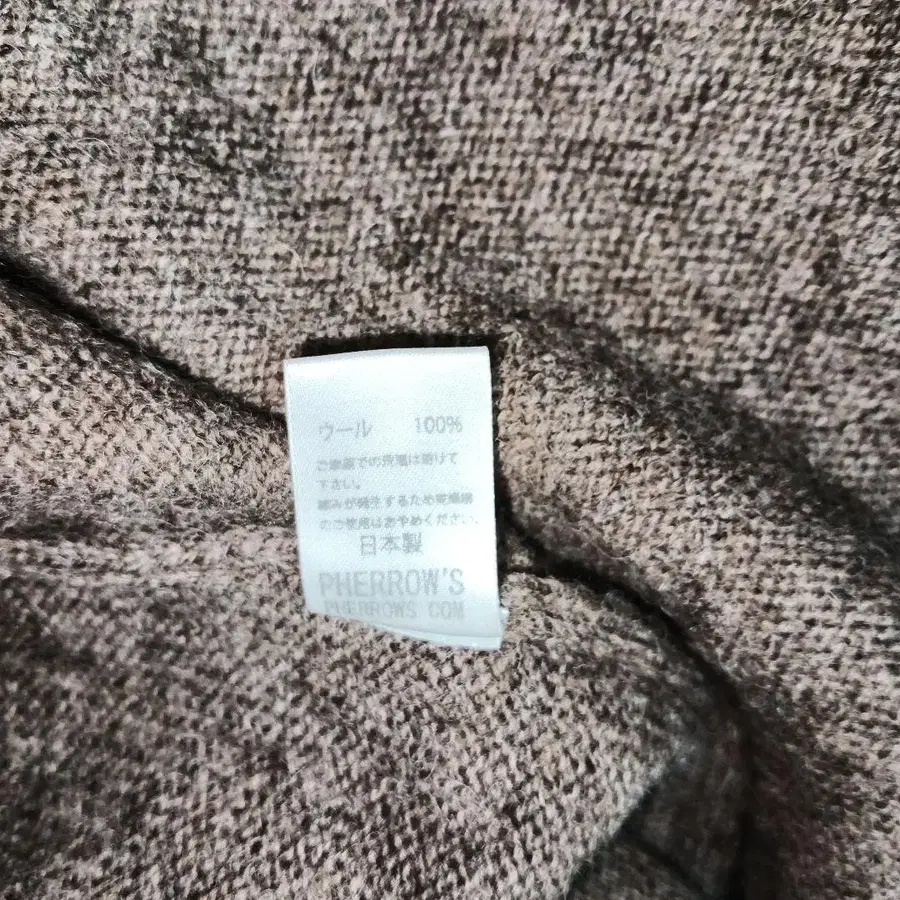 ウール 100%
ご家庭での洗濯は避けて
下さい。
縮みが発生するため乾燥機
のご使用はおやめください。
日本製
PHERROW'S
PHERROWS COM